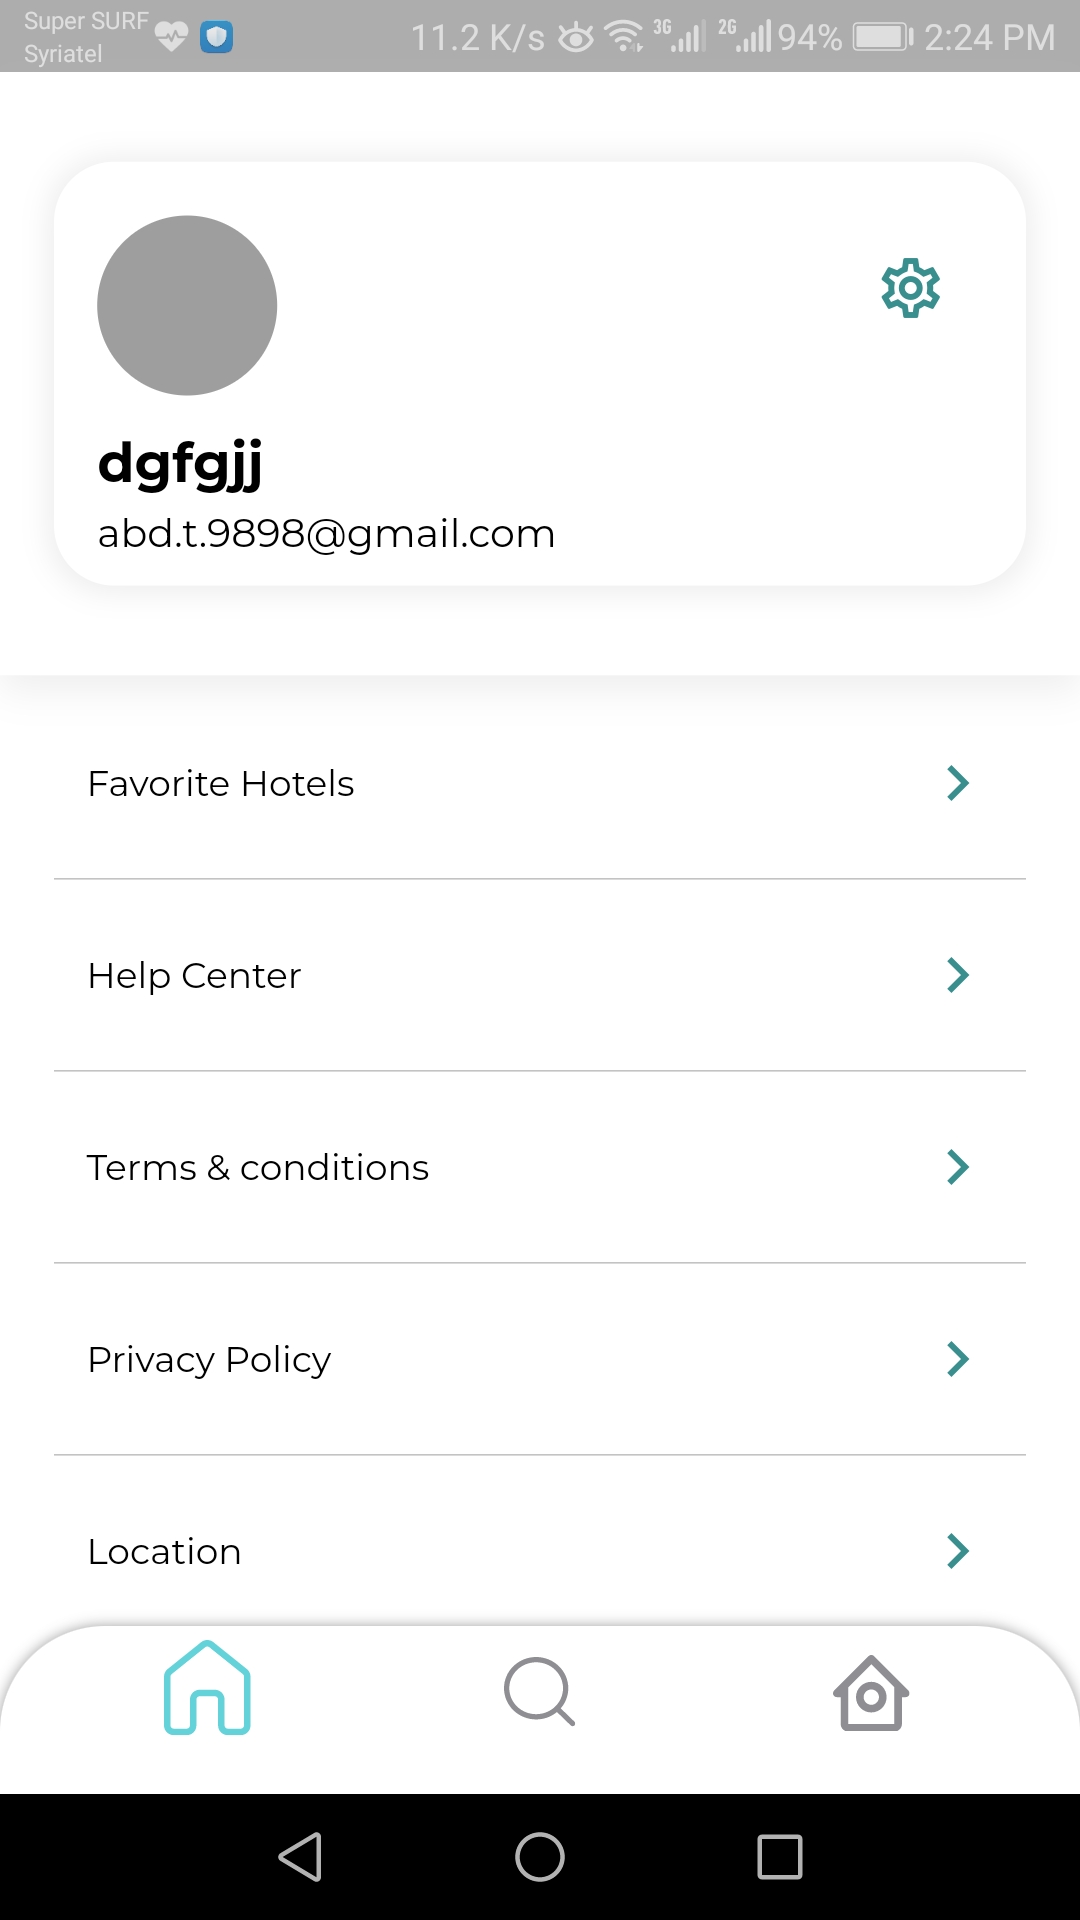 Super SURF
Syriatel
11.2 K/s 3G 2G 94% 2:24 PM
dgfgjj
abd.t.9898@gmail.com
Favorite Hotels
Help Center
Terms & conditions
Privacy Policy
Location